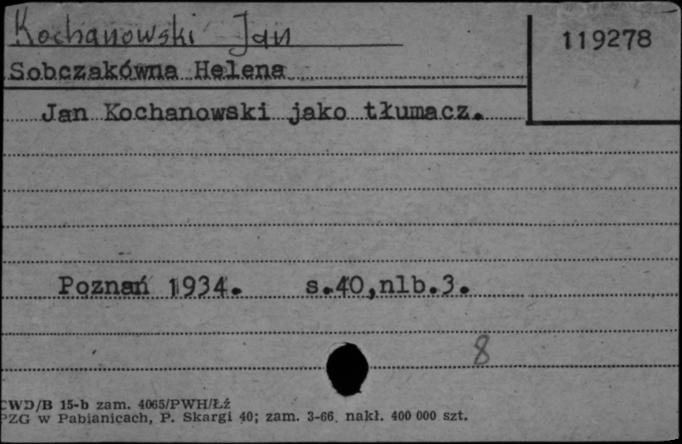 Kochanowski Jan
119278
Sobczakówna Helena
Jan Kochanowski jako tłumacz.
Poznań 1934. s.40,nlb.3.
8
CWD/B 15-b zam. 4065/PWH/Łź
PZG w Pabianicach, P. Skargi 40; zam. 3-66. nakł. 400 000 szt.